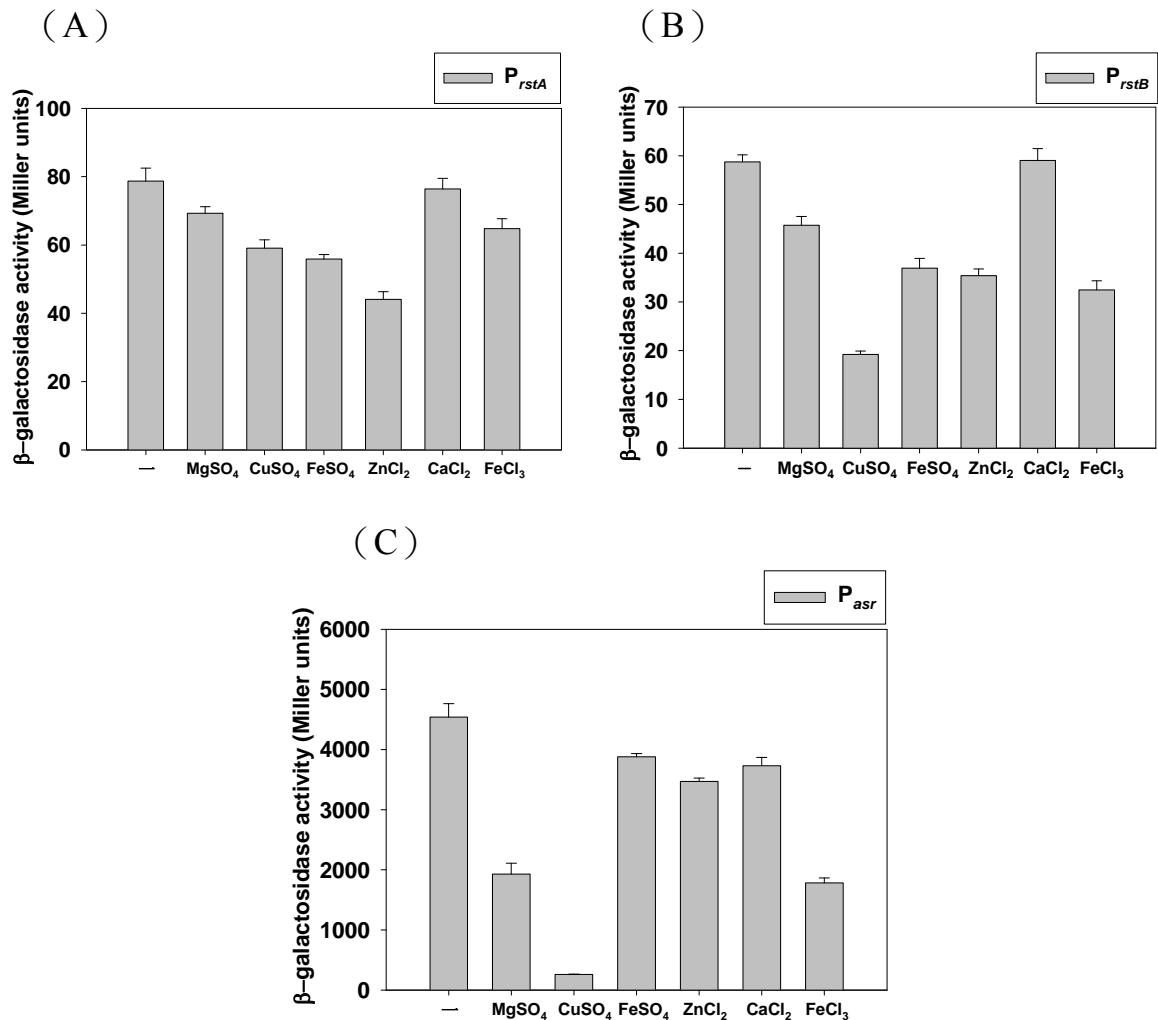 (A)
P rstA
β–galactosidase activity (Miller units)
100
80
60
40
20
0
— MgSO4 CuSO4 FeSO4 ZnCl2 CaCl2 FeCl3
(B)
P rstB
β–galactosidase activity (Miller units)
70
60
50
40
30
20
10
0
— MgSO4 CuSO4 FeSO4 ZnCl2 CaCl2 FeCl3
(C)
P asr
β–galactosidase activity (Miller units)
6000
5000
4000
3000
2000
1000
0
— MgSO4 CuSO4 FeSO4 ZnCl2 CaCl2 FeCl3